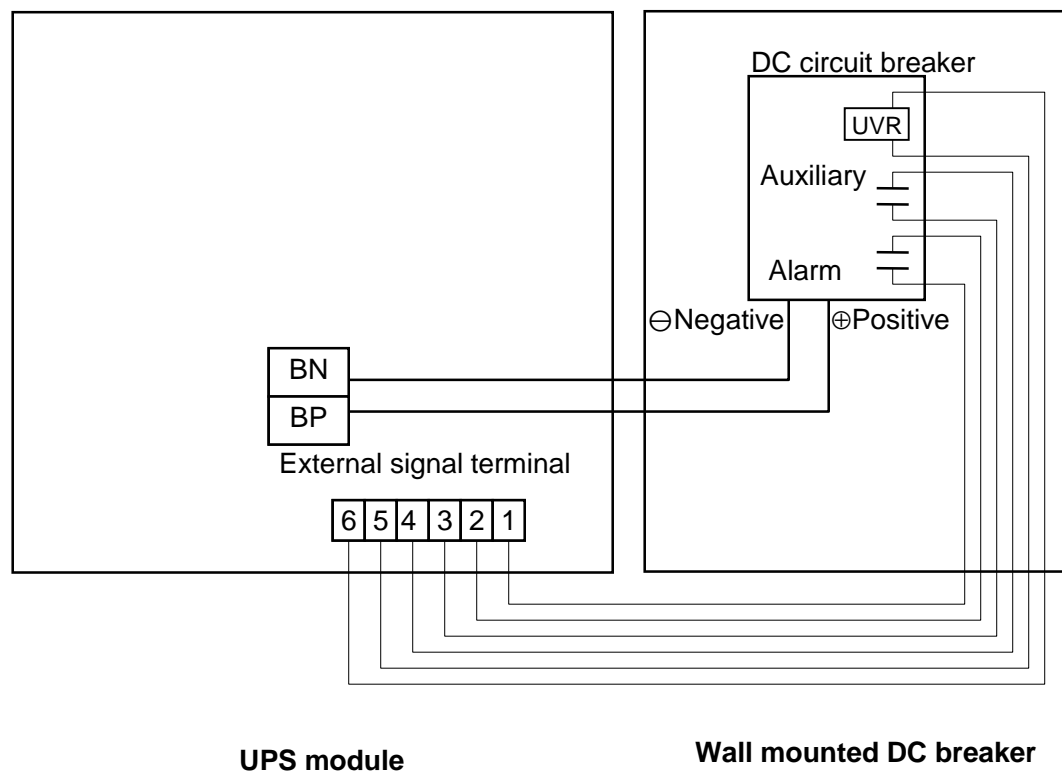 DC circuit breaker
UVR
Auxiliary
Alarm
⊖Negative ⊕Positive
BN
BP
External signal terminal
6 5 4 3 2 1
UPS module
Wall mounted DC breaker